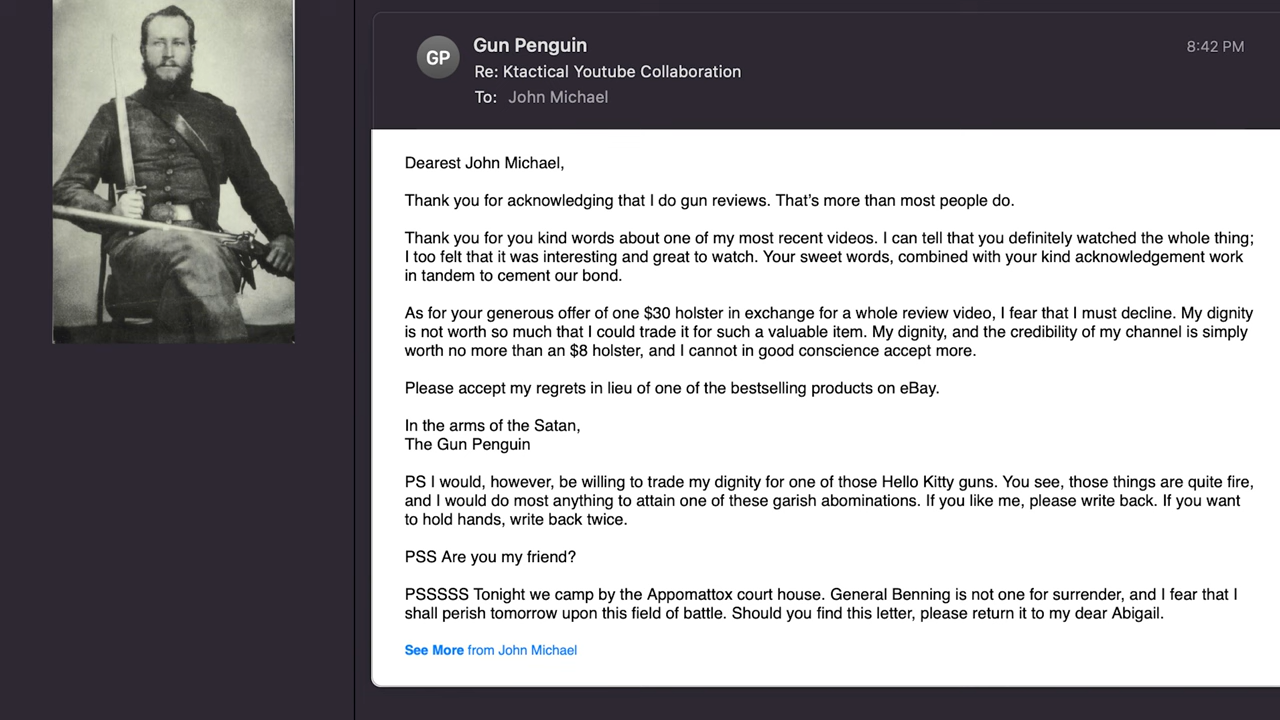 GP
Gun Penguin
8:42 PM
Re: Ktactical Youtube Collaboration
To: John Michael
Dearest John Michael,
Thank you for acknowledging that I do gun reviews. That's more than most people do.
Thank you for you kind words about one of my most recent videos. I can tell that you definitely watched the whole thing;
I too felt that it was interesting and great to watch. Your sweet words, combined with your kind acknowledgement work
in tandem to cement our bond.
As for your generous offer of one $30 holster in exchange for a whole review video, I fear that I must decline. My dignity
is not worth so much that I could trade it for such a valuable item. My dignity, and the credibility of my channel is simply
worth no more than an $8 holster, and I cannot in good conscience accept more.
Please accept my regrets in lieu of one of the bestselling products on eBay.
In the arms of the Satan,
The Gun Penguin
PS I would, however, be willing to trade my dignity for one of those Hello Kitty guns. You see, those things are quite fire,
and I would do most anything to attain one of these garish abominations. If you like me, please write back. If you want
to hold hands, write back twice.
PSS Are you my friend?
PSSSSS Tonight we camp by the Appomattox court house. General Benning is not one for surrender, and I fear that I
shall perish tomorrow upon this field of battle. Should you find this letter, please return it to my dear Abigail.
See More from John Michael